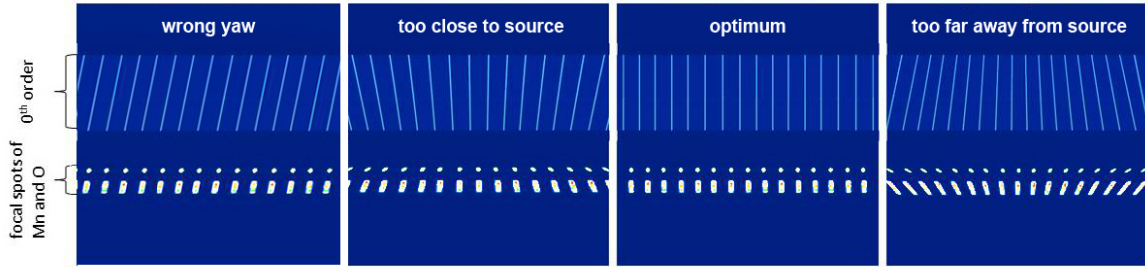 wrong yaw
too close to source
optimum
too far away from source
0th order
focal spots of
Mn and O